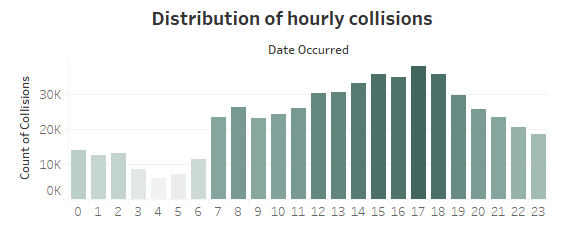 Distribution of hourly collisions
Date Occurred
Count of Collisions
30K
20K
10K
0K
0 1 2 3 4 5 6 7 8 9 10 11 12 13 14 15 16 17 18 19 20 21 22 23